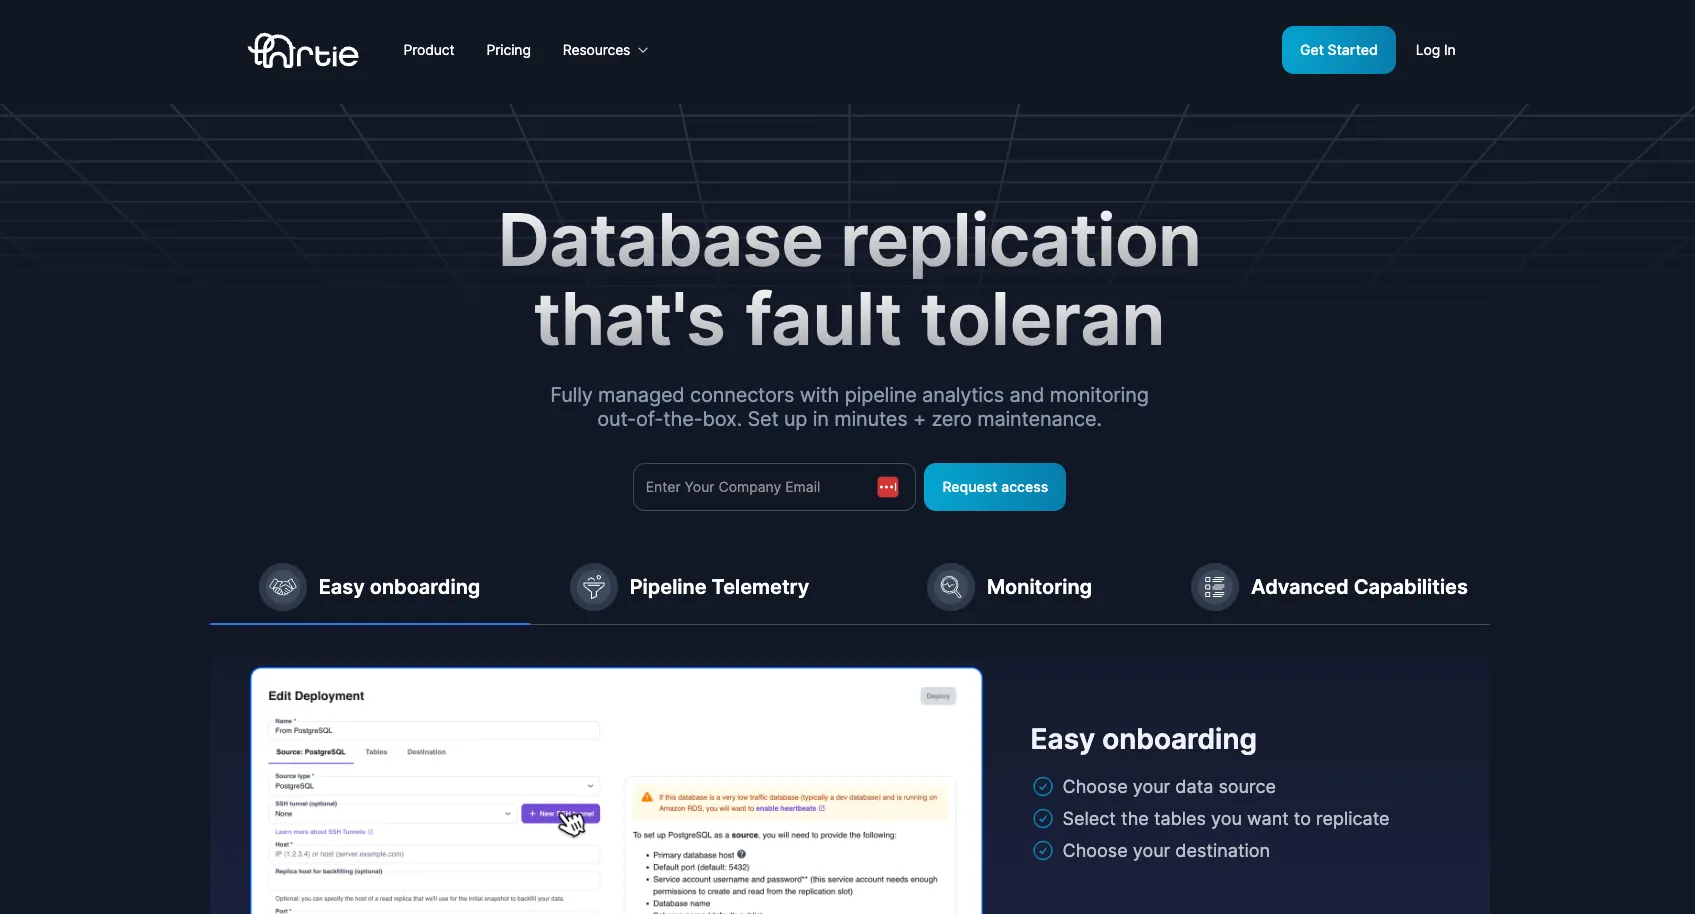 Artie
Product
Pricing
Resources
Get Started
Log In
Database replication
that's fault toleran
Fully managed connectors with pipeline analytics and monitoring
out-of-the-box. Set up in minutes + zero maintenance.
Enter Your Company Email
Request access
Easy onboarding
Pipeline Telemetry
Monitoring
Advanced Capabilities
Edit Deployment
Deploy
Name *
From PostgreSQL
Source: PostgreSQL
Tables
Destination
Source type *
PostgreSQL
SSH tunnel (optional)
None
+ New SSH tunnel
Learn more about SSH Tunnels
Host *
IP (1.2.3.4) or host (server.example.com)
Replica host for backfilling (optional)
Optional: you can specify the host of a read replica that we'll use for the initial snapshot to backfill your data.
Port *
If this database is a very low traffic database (typically a dev database) and is running on
Amazon RDS, you will want to enable heartbeats
To set up PostgreSQL as a source, you will need to provide the following:
• Primary database host
• Default port (default: 5432)
• Service account username and password** (this service account needs enough
permissions to create and read from the replication slot)
• Database name
Easy onboarding
Choose your data source
Select the tables you want to replicate
Choose your destination